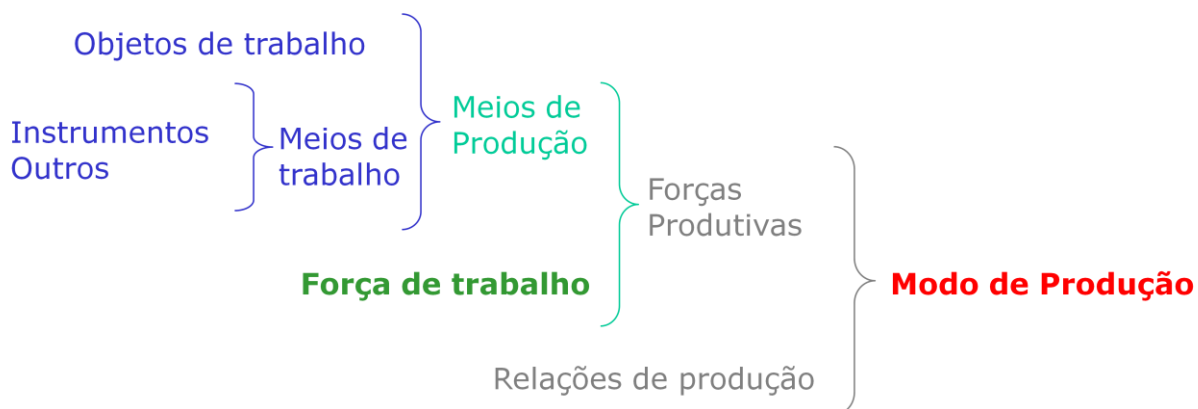 Objetos de trabalho
Instrumentos
Outros
Meios de
trabalho
Meios de
Produção
Força de trabalho
Forças
Produtivas
Relações de produção
Modo de Produção